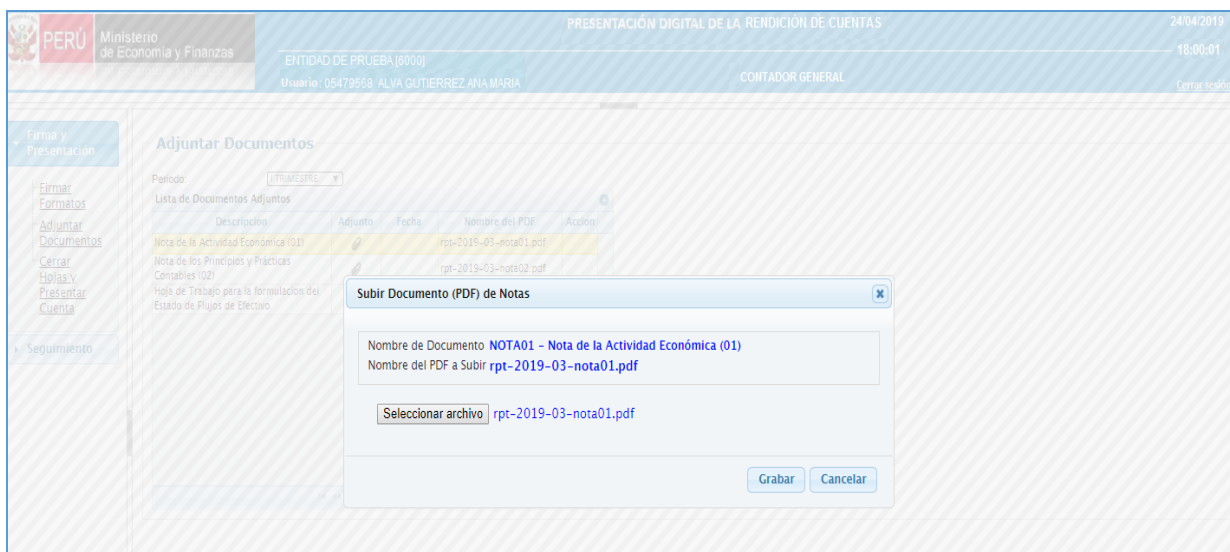 PRESENTACIÓN DIGITAL DE LA RENDICIÓN DE CUENTAS
24/04/2019
PERÚ
Ministerio
de Economía y Finanzas
18:00:01
ENTIDAD DE PRUEBA [6000]
Usuario: 05479568 ALVA GUTIERREZ ANA MARIA
CONTADOR GENERAL
Cerrar sesión
Firma y
Presentación
Firmar
Formatos
Adjuntar
Documentos
Cerrar
Hojas y
Presentar
Cuenta
Seguimiento
Adjuntar Documentos
Periodo: I TRIMESTRE
Lista de Documentos Adjuntos
Descripcion Adjunto Fecha Nombre del PDF Accion
Nota de la Actividad Económica (01) rpt-2019-03-nota01.pdf
Nota de los Principios y Prácticas
Contables (02) rpt-2019-03-nota02.pdf
Hoja de Trabajo para la formulacion del
Estado de Flujos de Efectivo
Subir Documento (PDF) de Notas
Nombre de Documento NOTA01 - Nota de la Actividad Económica (01)
Nombre del PDF a Subir rpt-2019-03-nota01.pdf
Seleccionar archivo rpt-2019-03-nota01.pdf
Grabar Cancelar